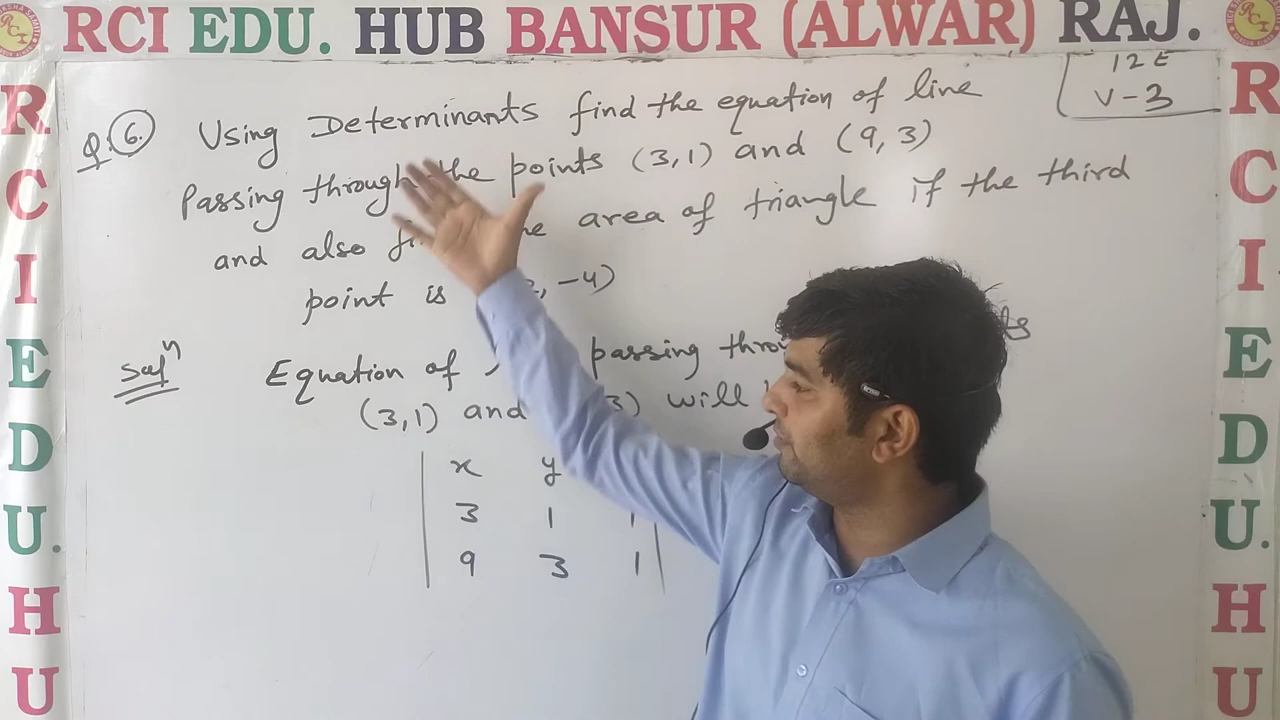 RCI EDU. HUB BANSUR (ALWAR) RAJ.
12E
V-3
Q.6. Using Determinants find the equation of line
Passing through the points (3,1) and (9,3)
and also area of triangle if the third
point is , -4)
Solⁿ Equation of passing
(3,1) and 3) will
x y
3 1 1
9 3 1
R
C
I
E
D
U.
H
U
R
C
I
E
D
U.
H
U